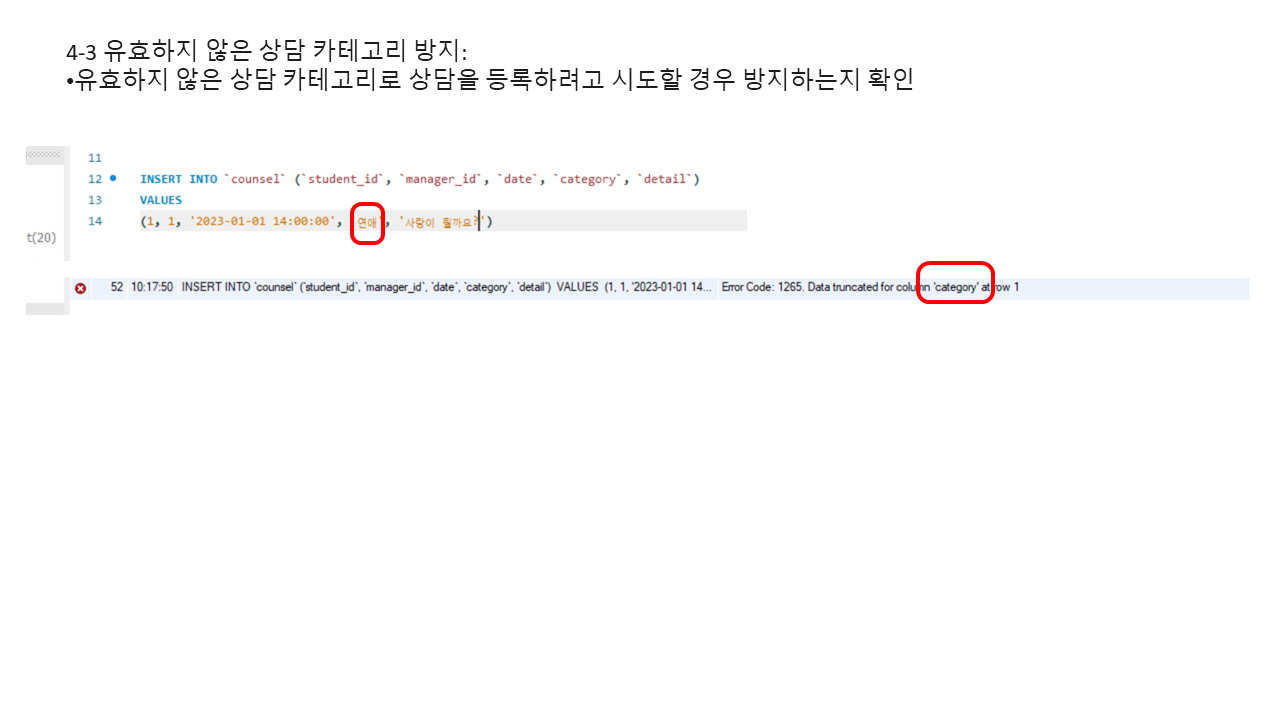 4-3 유효하지 않은 상담 카테고리 방지:
•유효하지 않은 상담 카테고리로 상담을 등록하려고 시도할 경우 방지하는지 확인
11
12 INSERT INTO `counsel` (`student_id`, `manager_id`, `date`, `category`, `detail`)
13 VALUES
14 (1, 1, '2023-01-01 14:00:00', '연애', '사랑이 뭘까요?')
t(20)
52 10:17:50 INSERT INTO `counsel` (`student_id`, `manager_id`, `date`, `category`, `detail`) VALUES (1, 1, '2023-01-01 14... Error Code: 1265. Data truncated for column 'category' at row 1